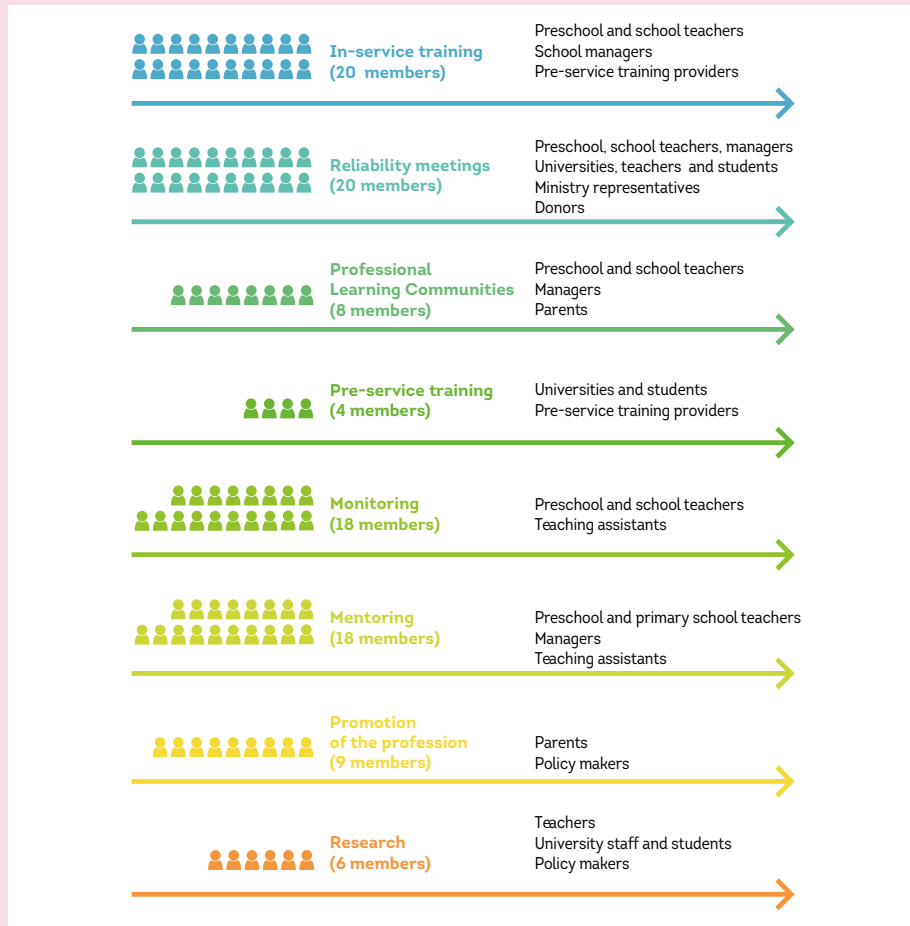 In-service training
(20 members)
Preschool and school teachers
School managers
Pre-service training providers
Reliability meetings
(20 members)
Preschool, school teachers, managers
Universities, teachers and students
Ministry representatives
Donors
Professional
Learning Communities
(8 members)
Preschool and school teachers
Managers
Parents
Pre-service training
(4 members)
Universities and students
Pre-service training providers
Monitoring
(18 members)
Preschool and school teachers
Teaching assistants
Mentoring
(18 members)
Preschool and primary school teachers
Managers
Teaching assistants
Promotion
of the profession
(9 members)
Parents
Policy makers
Research
(6 members)
Teachers
University staff and students
Policy makers